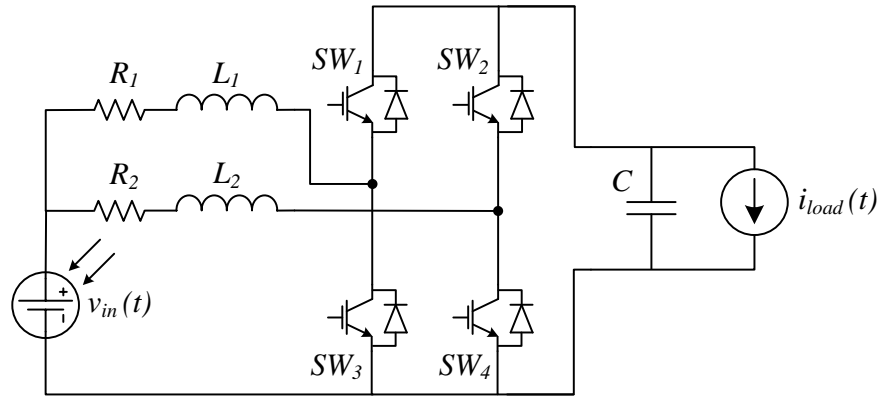 SW1
SW2
R1
L1
R2
L2
C
iload(t)
+
vin(t)
SW3
SW4